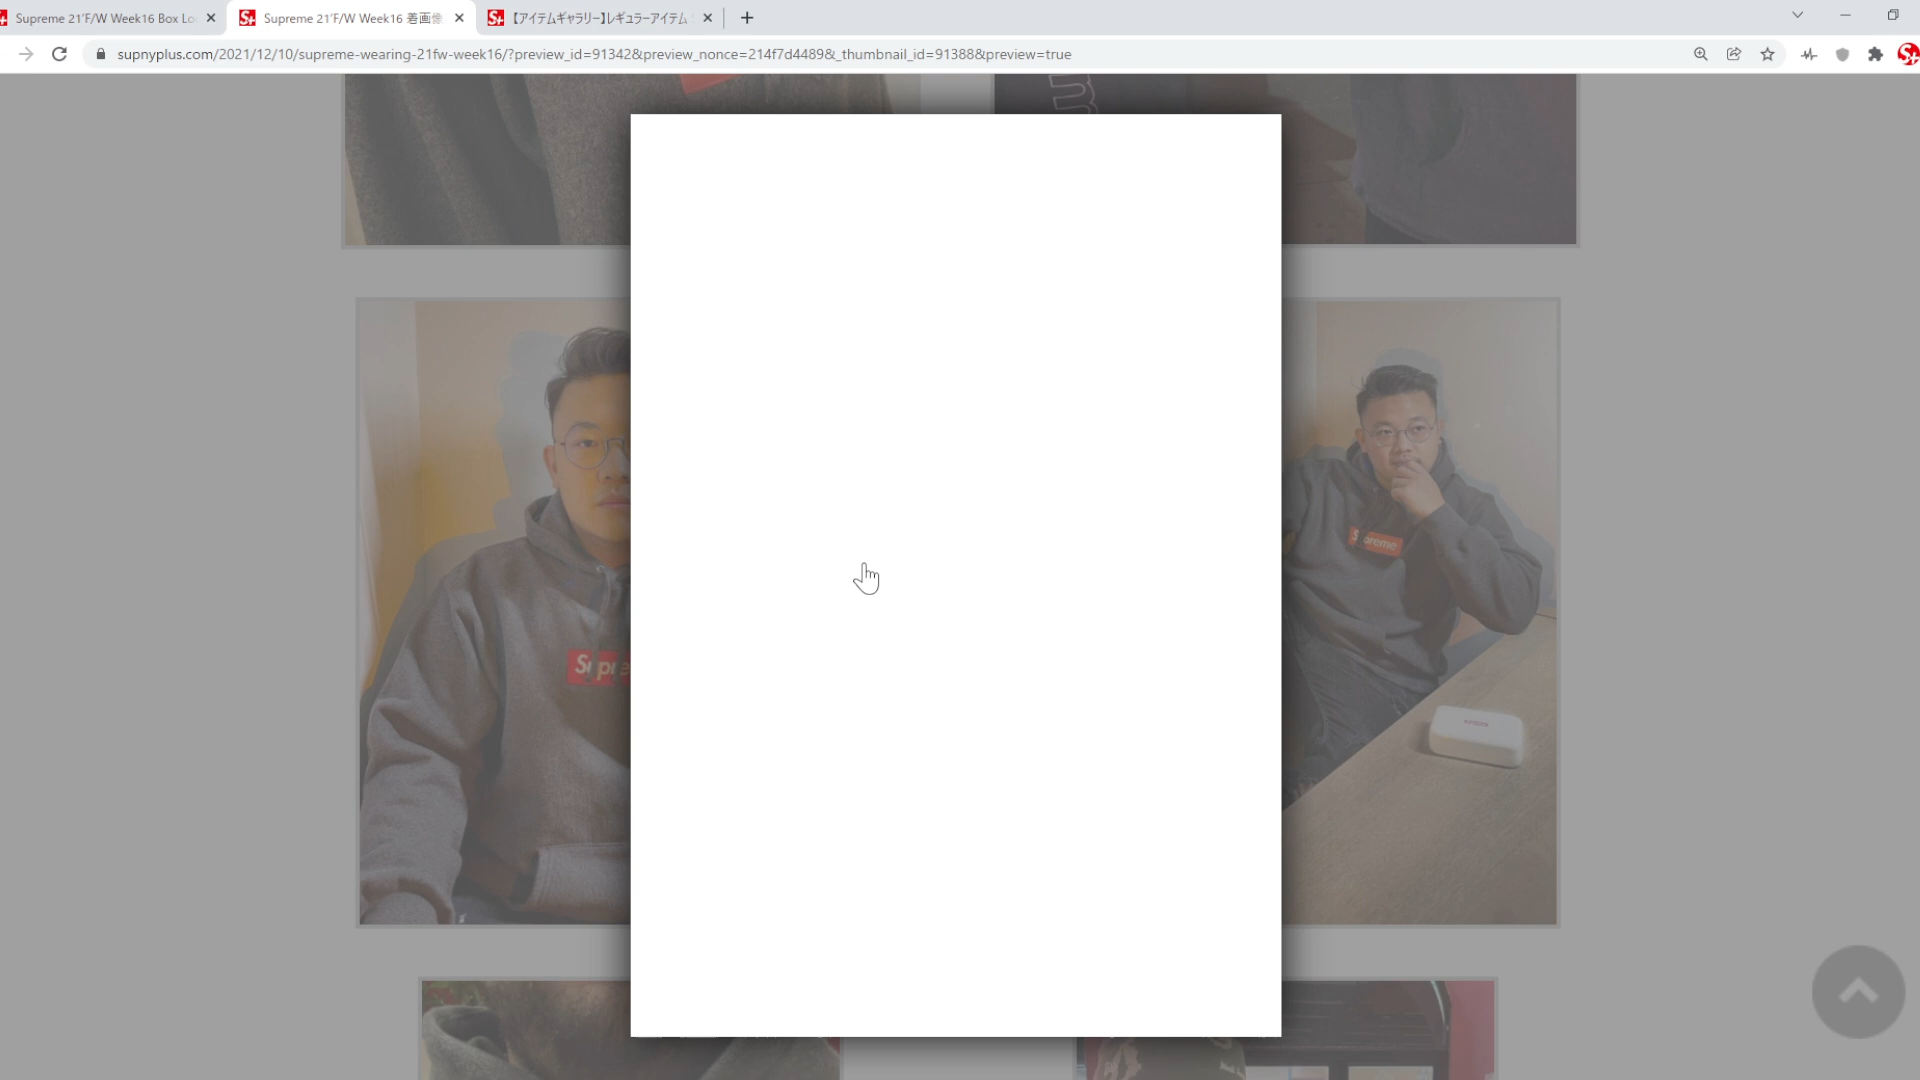 Supreme 21'F/W Week16 Box Lo
Supreme 21'F/W Week16 着画像
【アイテムギャラリー】レギュラーアイテム
supnyplus.com/2021/12/10/supreme-wearing-21fw-week16/?preview_id=91342&preview_nonce=214f7d4489&_thumbnail_id=91388&preview=true
Supreme
Supre